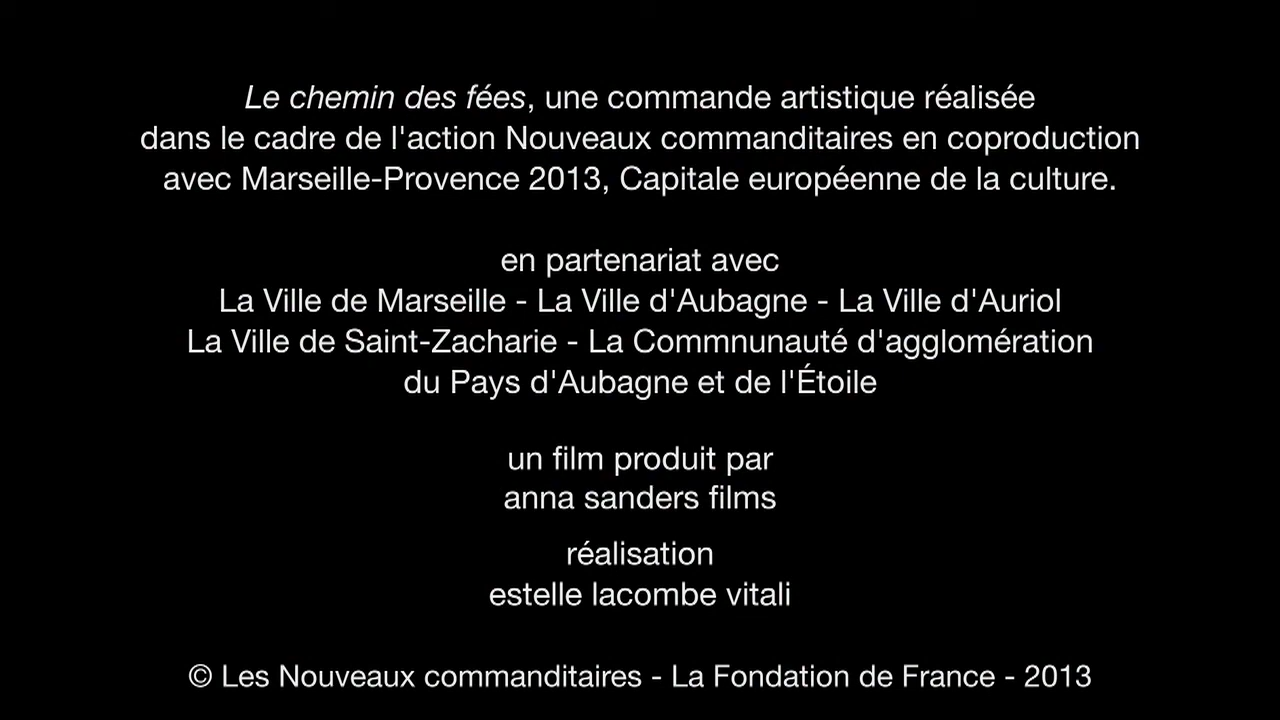 Le chemin des fées, une commande artistique réalisée
dans le cadre de l'action Nouveaux commanditaires en coproduction
avec Marseille-Provence 2013, Capitale européenne de la culture.
en partenariat avec
La Ville de Marseille - La Ville d'Aubagne - La Ville d'Auriol
La Ville de Saint-Zacharie - La Commnunauté d'agglomération
du Pays d'Aubagne et de l'Étoile
un film produit par
anna sanders films
réalisation
estelle lacombe vitali
© Les Nouveaux commanditaires - La Fondation de France - 2013